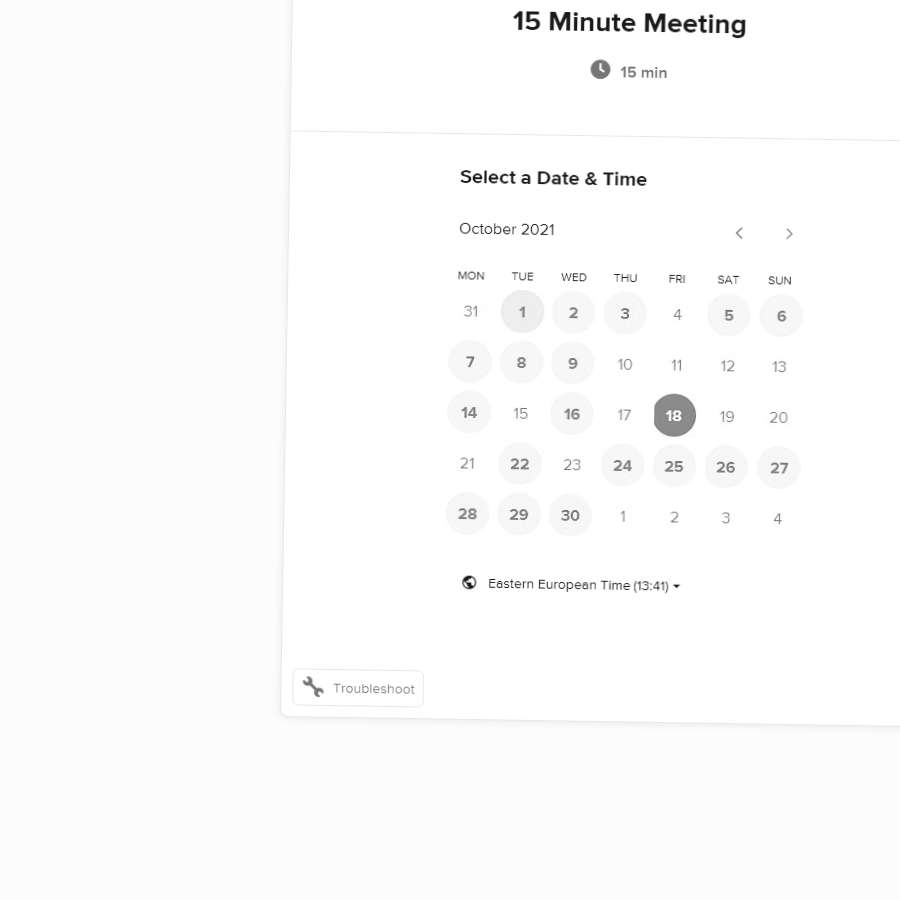 15 Minute Meeting
15 min
Select a Date & Time
October 2021
MON TUE WED THU FRI SAT SUN
31 1 2 3 4 5 6
7 8 9 10 11 12 13
14 15 16 17 18 19 20
21 22 23 24 25 26 27
28 29 30 1 2 3 4
Eastern European Time (13:41)
Troubleshoot